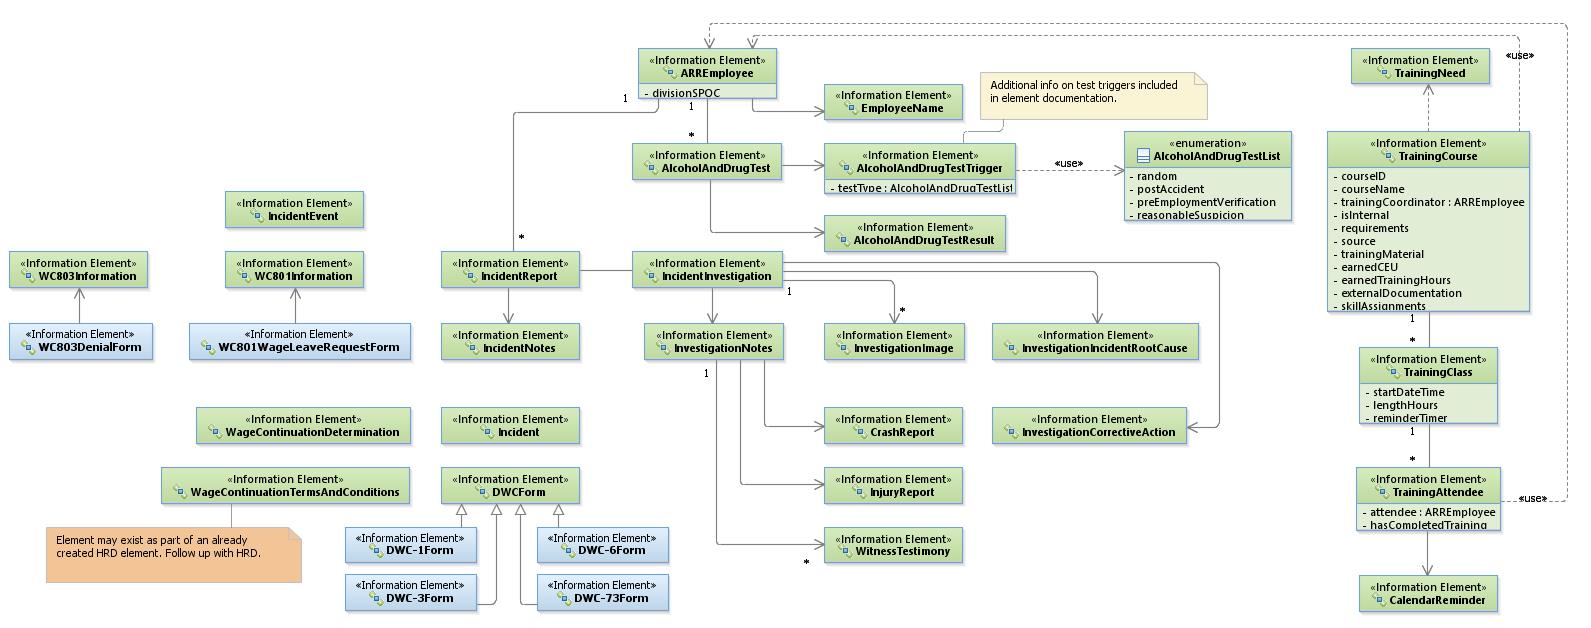 «Information Element»
ARREmployee
- divisionSPOC
1
1
*
*
«Information Element»
EmployeeName
Additional info on test triggers included
in element documentation.
«use»
«Information Element»
TrainingNeed
«Information Element»
AlcoholAndDrugTest
«Information Element»
AlcoholAndDrugTestTrigger
- testType : AlcoholAndDrugTestList
«use»
«enumeration»
AlcoholAndDrugTestList
- random
- postAccident
- preEmploymentVerification
- reasonableSuspicion
«Information Element»
TrainingCourse
- courseID
- courseName
- trainingCoordinator : ARREmployee
- isInternal
- requirements
- source
- trainingMaterial
- earnedCEU
- earnedTrainingHours
- externalDocumentation
- skillAssignments
1
*
«Information Element»
AlcoholAndDrugTestResult
«Information Element»
IncidentEvent
«Information Element»
WC803Information
«Information Element»
WC801Information
«Information Element»
IncidentReport
«Information Element»
IncidentInvestigation
1
*
«Information Element»
WC803DenialForm
«Information Element»
WC801WageLeaveRequestForm
«Information Element»
IncidentNotes
«Information Element»
InvestigationNotes
1
«Information Element»
InvestigationImage
«Information Element»
InvestigationIncidentRootCause
«Information Element»
TrainingClass
- startDateTime
- lengthHours
- reminderTimer
1
*
«Information Element»
WageContinuationDetermination
«Information Element»
Incident
«Information Element»
CrashReport
«Information Element»
InvestigationCorrectiveAction
«Information Element»
WageContinuationTermsAndConditions
«Information Element»
DWCForm
«Information Element»
InjuryReport
«Information Element»
TrainingAttendee
- attendee : ARREmployee
- hasCompletedTraining
«use»
Element may exist as part of an already
created HRD element. Follow up with HRD.
«Information Element»
DWC-1Form
«Information Element»
DWC-6Form
«Information Element»
WitnessTestimony
*
«Information Element»
DWC-3Form
«Information Element»
DWC-73Form
«Information Element»
CalendarReminder